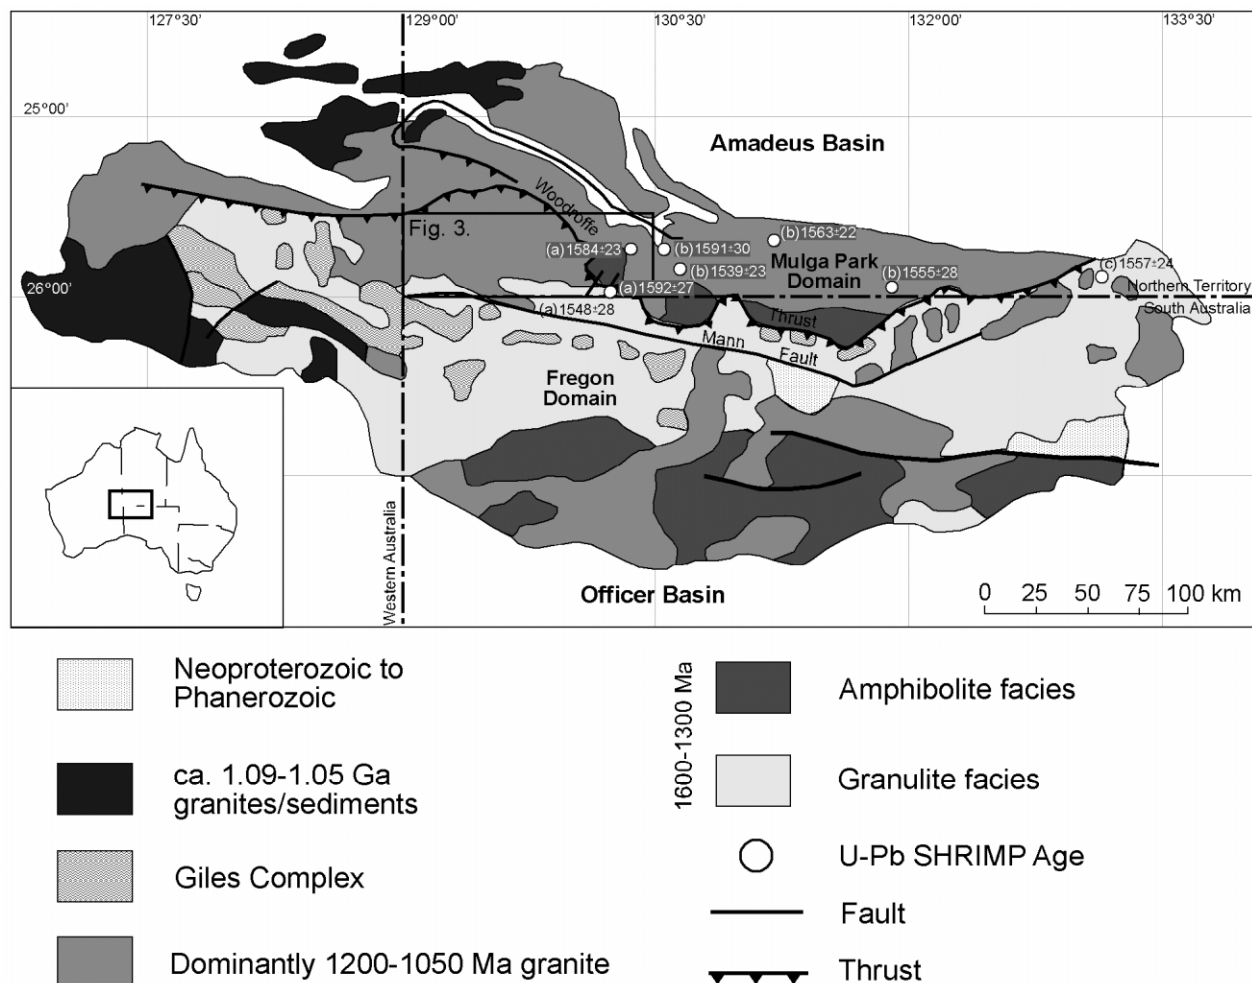 127°30'
129°00'
130°30'
132°00'
133°30'
25°00'
Amadeus Basin
Woodroffe
Fig. 3.
(b)1563±22
(a)1584±23
(b)1591±30
Mulga Park
Domain
(b)1539±23
(b)1555±28
(c)1557±24
26°00'
(a)1592±27
Northern Territory
South Australia
(a)1548±28
Thrust
Mann
Fault
Fregon
Domain
Western Australia
Officer Basin
0 25 50 75 100 km
Neoproterozoic to
Phanerozoic
ca. 1.09-1.05 Ga
granites/sediments
Giles Complex
Dominantly 1200-1050 Ma granite
1600-1300 Ma
Amphibolite facies
Granulite facies
U-Pb SHRIMP Age
Fault
Thrust